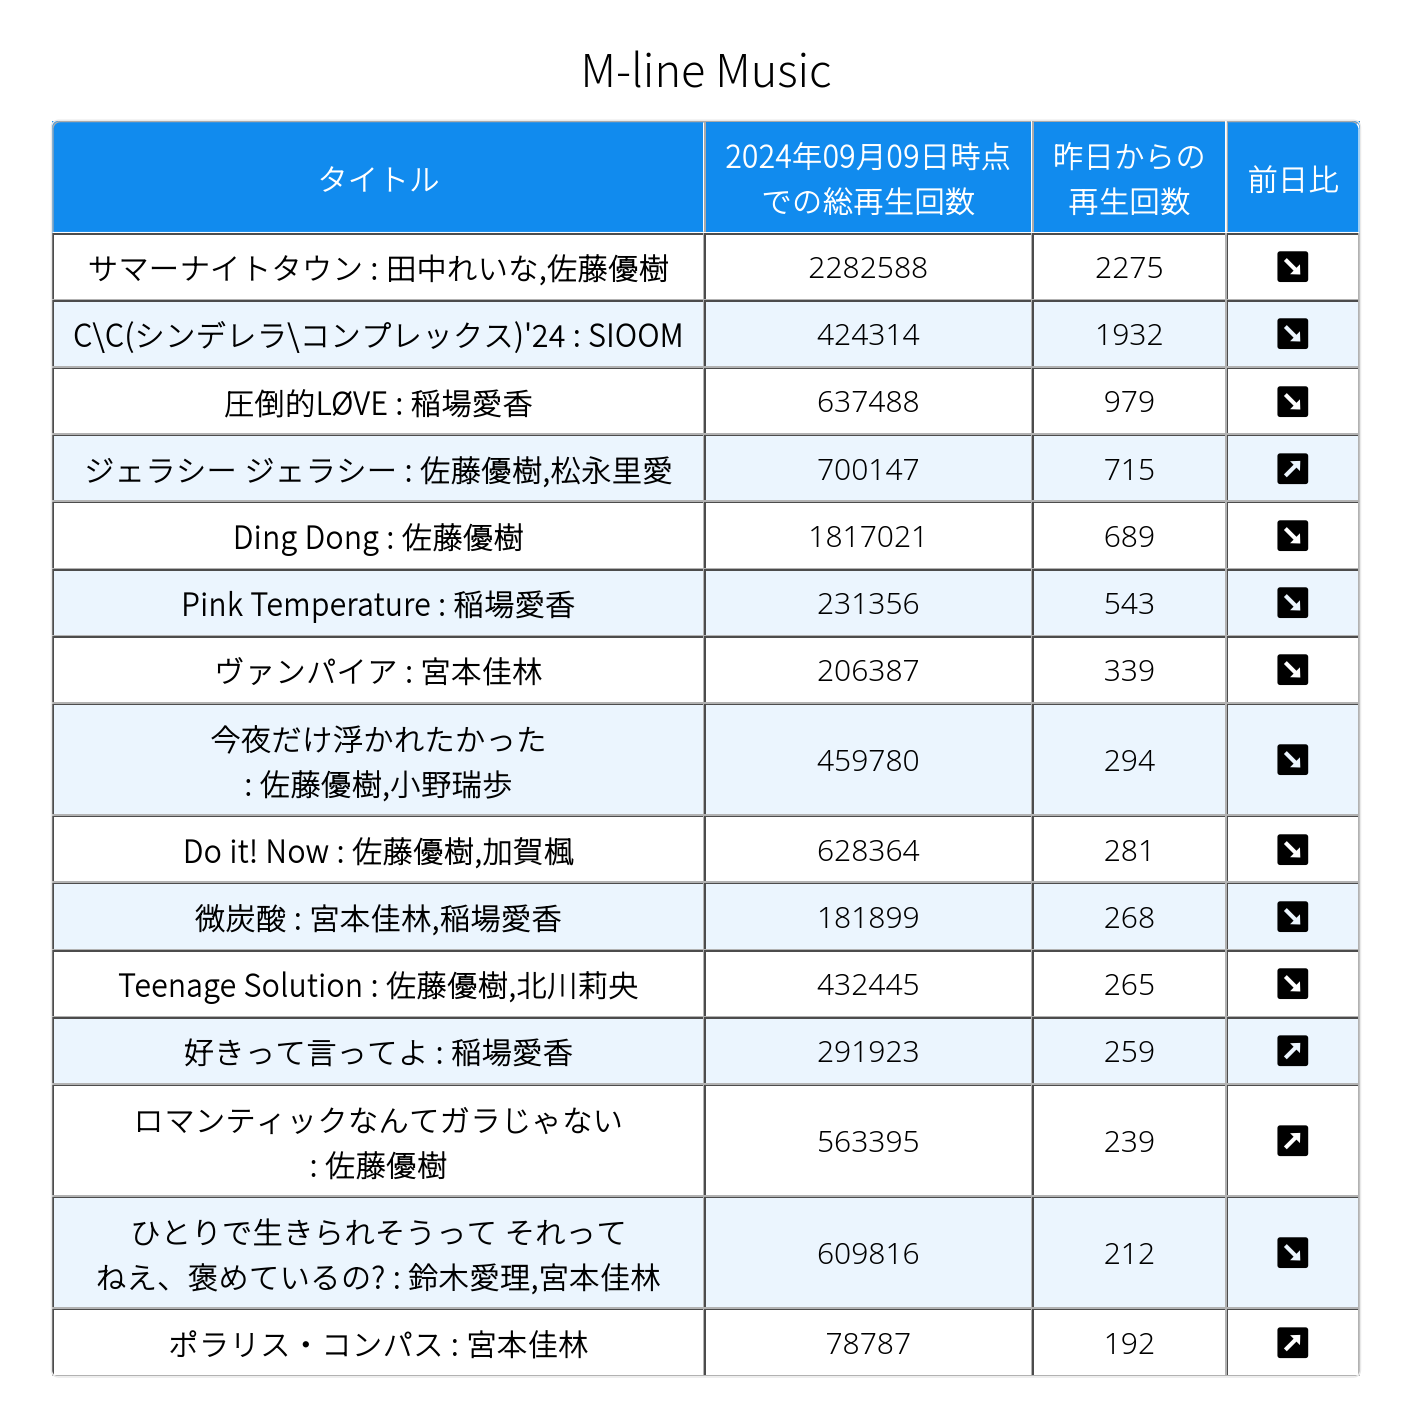 M-line Music
タイトル
2024年09月09日時点
での総再生回数
昨日からの
再生回数
前日比
サマーナイトタウン : 田中れいな,佐藤優樹 2282588 2275
C\C(シンデレラ\コンプレックス)'24 : SIOOM 424314 1932
圧倒的LØVE : 稲場愛香 637488 979
ジェラシー ジェラシー : 佐藤優樹,松永里愛 700147 715
Ding Dong : 佐藤優樹 1817021 689
Pink Temperature : 稲場愛香 231356 543
ヴァンパイア : 宮本佳林 206387 339
今夜だけ浮かれたかった
: 佐藤優樹,小野瑞歩 459780 294
Do it! Now : 佐藤優樹,加賀楓 628364 281
微炭酸 : 宮本佳林,稲場愛香 181899 268
Teenage Solution : 佐藤優樹,北川莉央 432445 265
好きって言ってよ : 稲場愛香 291923 259
ロマンティックなんてガラじゃない
: 佐藤優樹 563395 239
ひとりで生きられそうって それって
ねえ、褒めているの? : 鈴木愛理,宮本佳林 609816 212
ポラリス・コンパス : 宮本佳林 78787 192